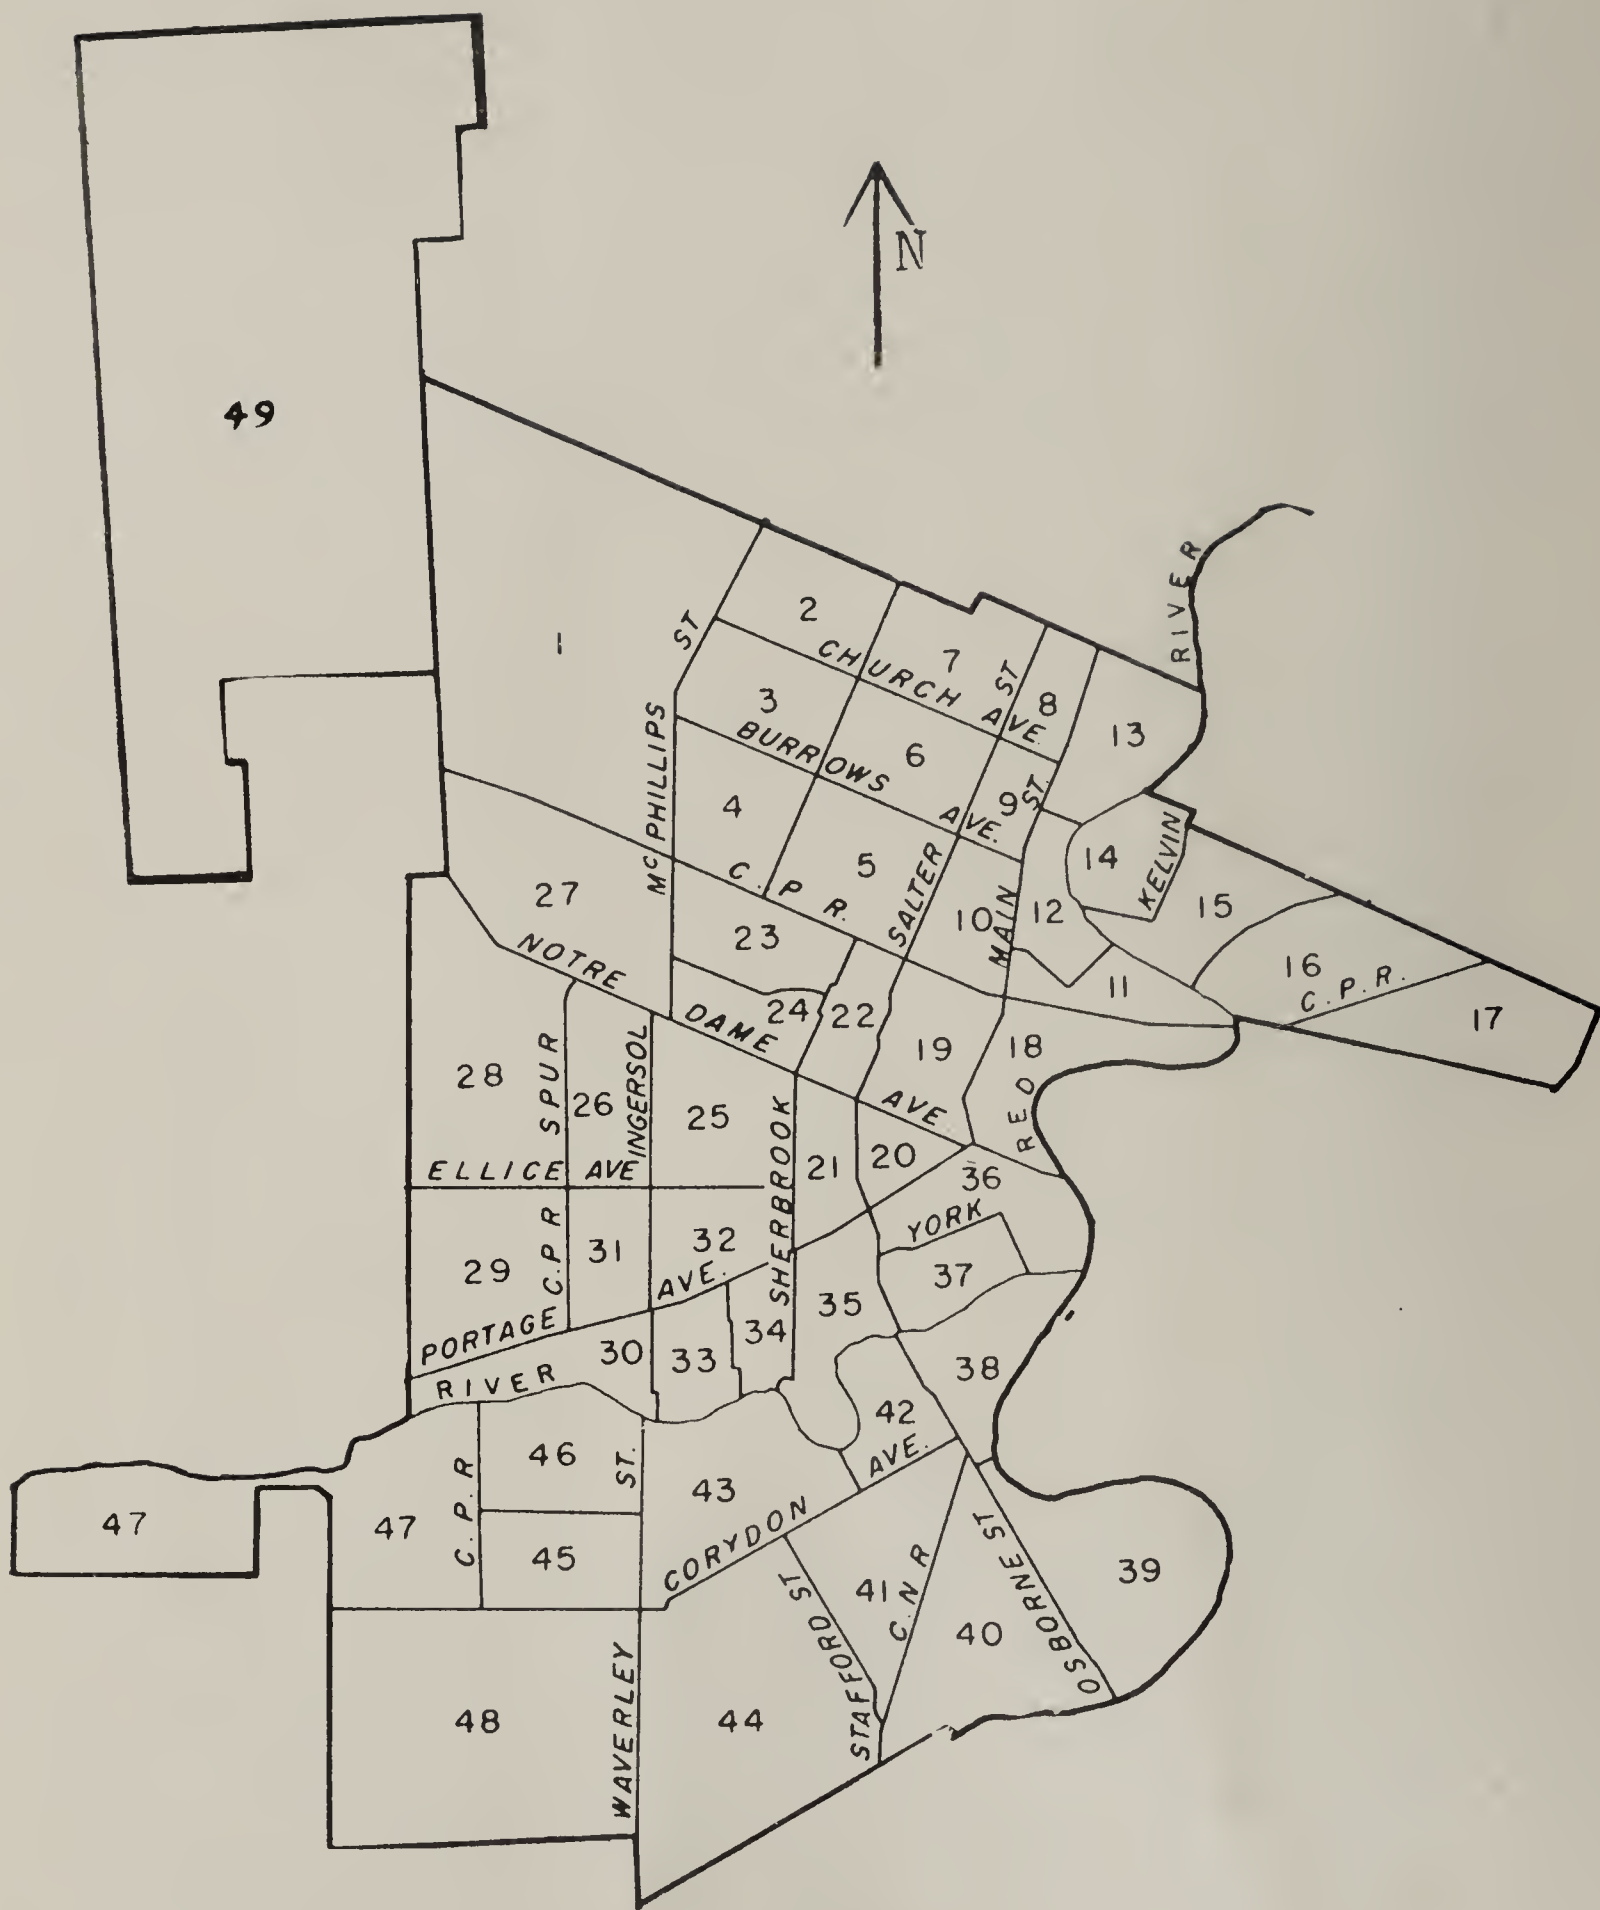 N
49
RIVER
1
2
ST
CHURCH AVE.
7
ST
8
3
13
McPHILLIPS
BURROWS AVE.
6
9
ST.
4
KELVIN
14
5
C. P. R.
SALTER
27
10
MAIN
12
15
23
NOTRE DAME AVE
16
C. P. R.
11
24
22
17
19
18
28
SPUR
26
INGERSOL
25
RED
SHERBROOK
21
20
ELLICE AVE
36
YORK
C.P R
31
32
29
37
PORTAGE AVE.
35
34
30
33
38
RIVER
42
46
ST.
AVE.
C. P. R
43
47
47
CORYDON
45
OSBORNE ST
39
STAFFORD ST
41
C. N R
40
WAVERLEY
48
44